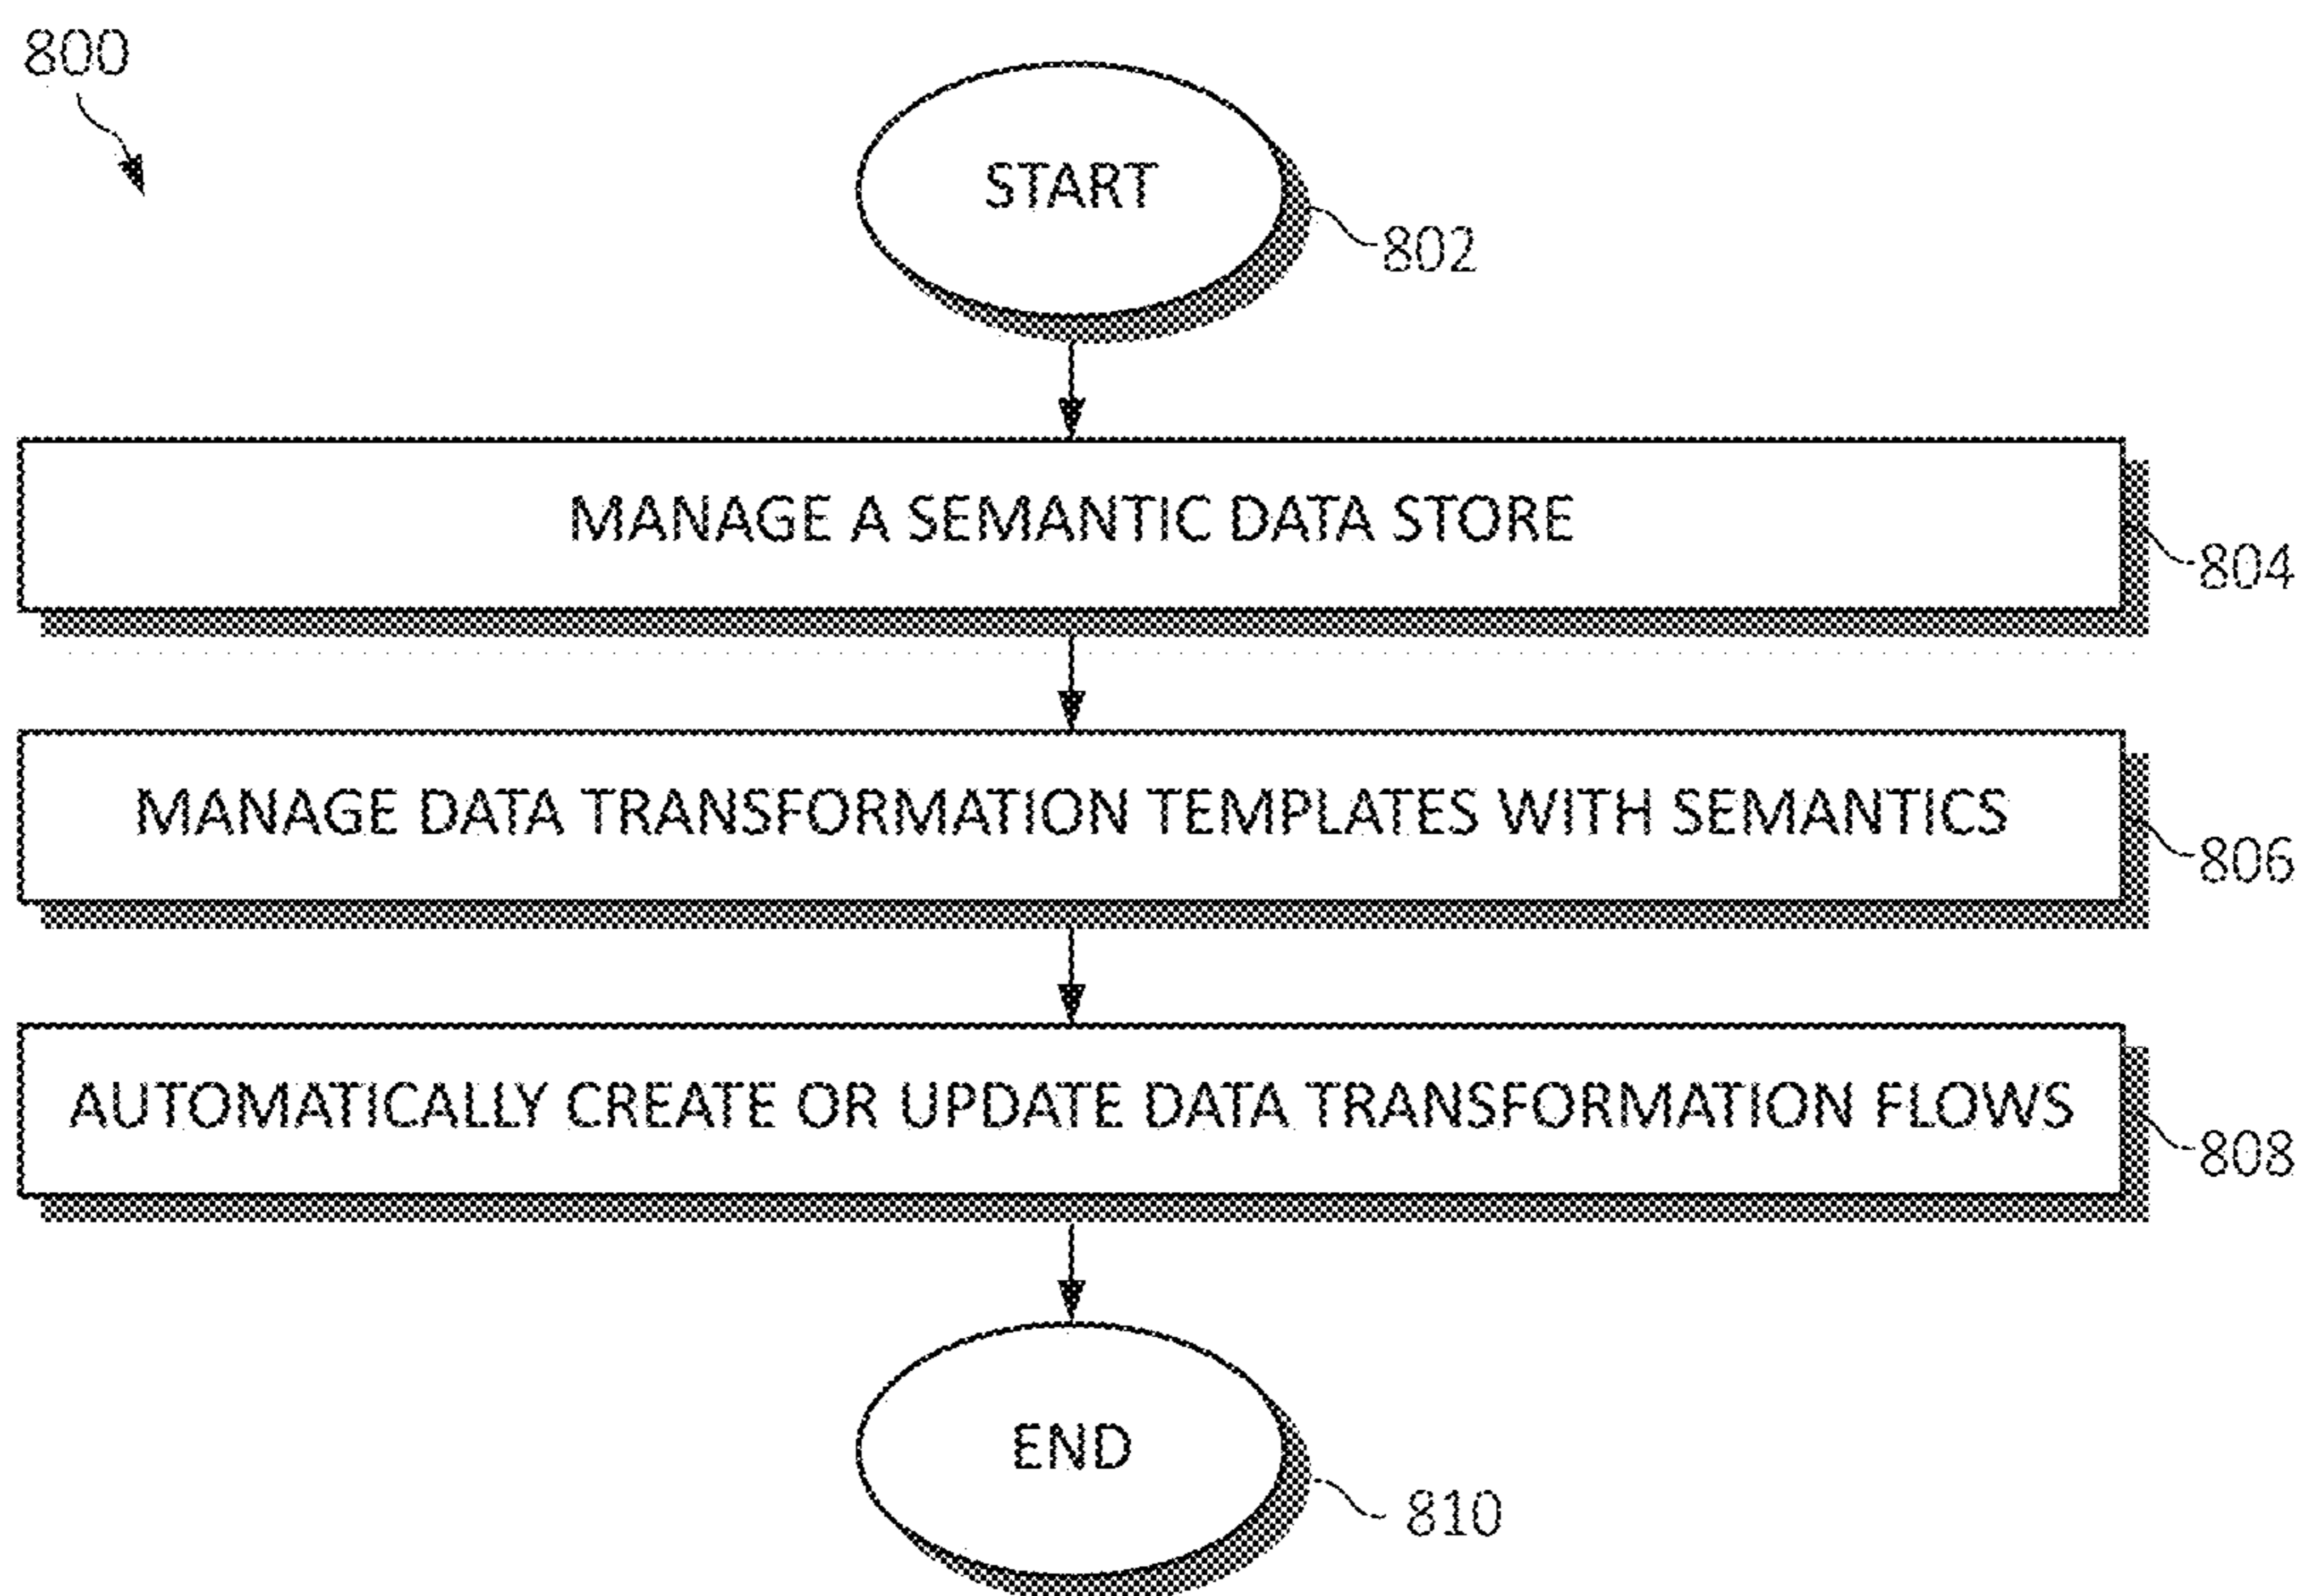 800
START
802
MANAGE A SEMANTIC DATA STORE
804
MANAGE DATA TRANSFORMATION TEMPLATES WITH SEMANTICS
806
AUTOMATICALLY CREATE OR UPDATE DATA TRANSFORMATION FLOWS
808
END
810